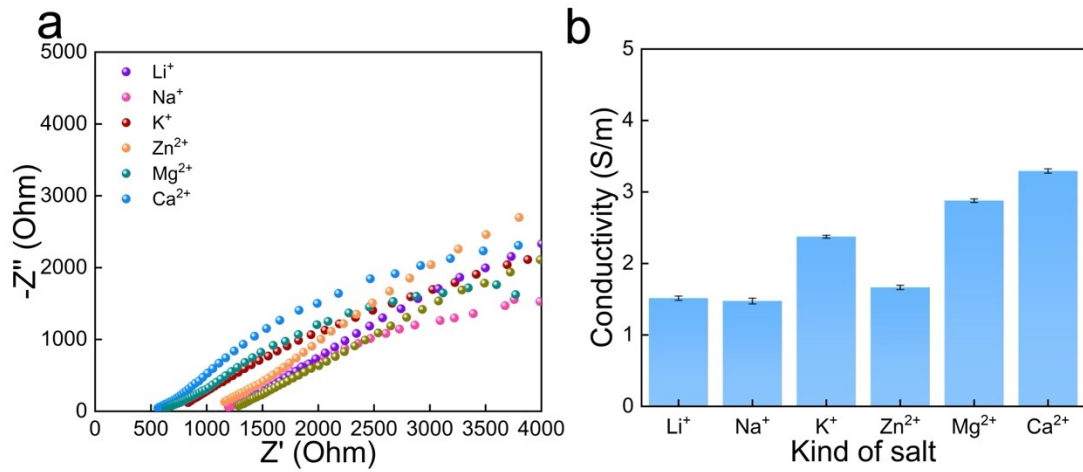 a
-Z" (Ohm)
5000
4000
3000
2000
1000
0
Li⁺
Na⁺
K⁺
Zn²⁺
Mg²⁺
Ca²⁺
0 500 1000 1500 2000 2500 3000 3500 4000
Z' (Ohm)
b
Conductivity (S/m)
5
4
3
2
1
0
Li⁺ Na⁺ K⁺ Zn²⁺ Mg²⁺ Ca²⁺
Kind of salt